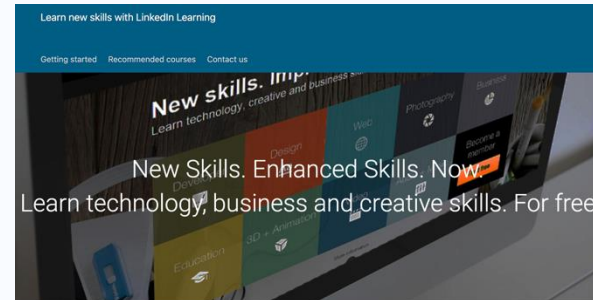 Learn new skills with LinkedIn Learning
Getting started Recommended courses Contact us
New skills. Imp
Learn technology, creative and business
Business
Photography
Web
Design
Become a
member
New Skills. Enhanced Skills. Now.
Learn technology, business and creative skills. For free
3D + Animation
Education